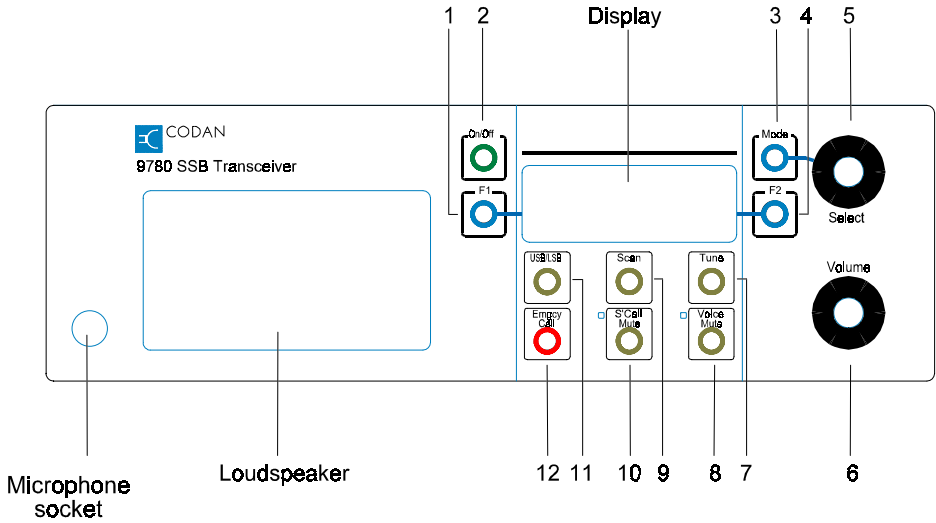 1 2 Display 3 4 5
CODAN
9780 SSB Transceiver
On/Off
Mode
F1
F2
Select
USB/LSB
Scan
Tune
Volume
Emgcy
Call
S'Call
Mute
Voice
Mute
Microphone
socket
Loudspeaker
12 11 10 9 8 7 6